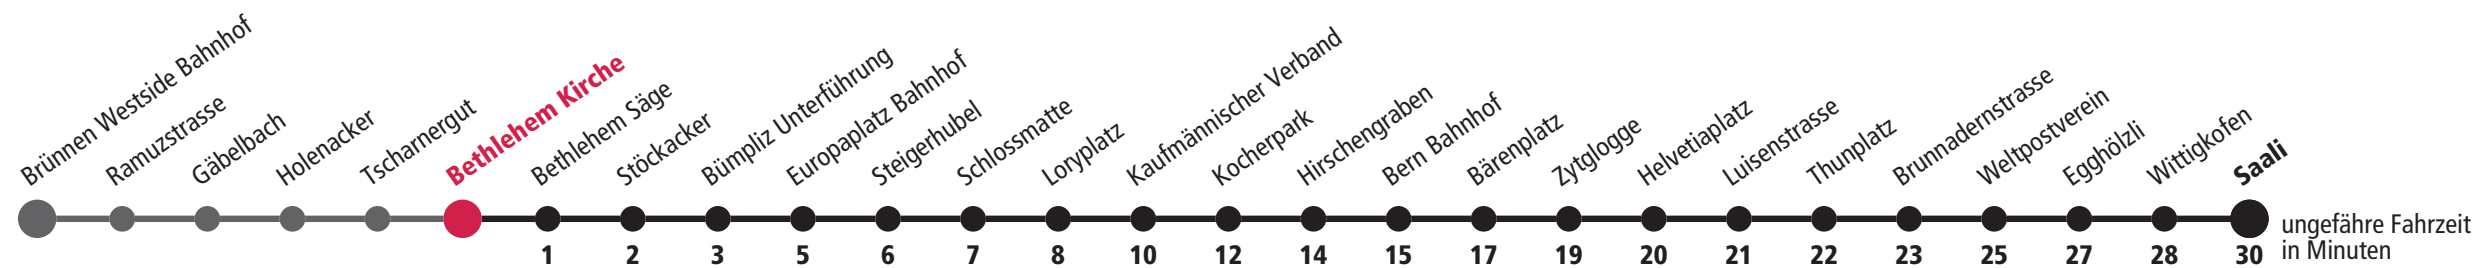 Brünnen Westside Bahnhof
Ramuzstrasse
Gäbelbach
Holenacker
Tscharnergut
Bethlehem Kirche
Bethlehem Säge
Stöckacker
Bümpliz Unterführung
Europaplatz Bahnhof
Steigerhubel
Schlossmatte
Loryplatz
Kaufmännischer Verband
Kocherpark
Hirschengraben
Bern Bahnhof
Bärenplatz
Zytglogge
Helvetiaplatz
Luisenstrasse
Thunplatz
Brunnadernstrasse
Weltpostverein
Egghölzli
Wittigkofen
Saali
1 2 3 5 6 7 8 10 12 14 15 17 19 20 21 22 23 25 27 28 30
ungefähre Fahrzeit
in Minuten